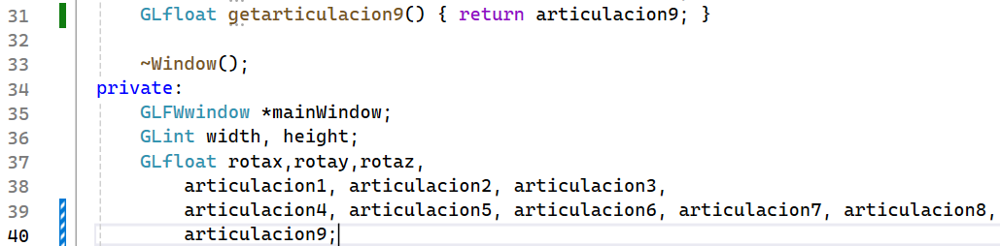 31 GLfloat getarticulacion9() { return articulacion9; }
32
33 ~Window();
34 private:
35 GLFWwindow *mainWindow;
36 GLint width, height;
37 GLfloat rotax,rotay,rotaz,
38 articulacion1, articulacion2, articulacion3,
39 articulacion4, articulacion5, articulacion6, articulacion7, articulacion8,
40 articulacion9;